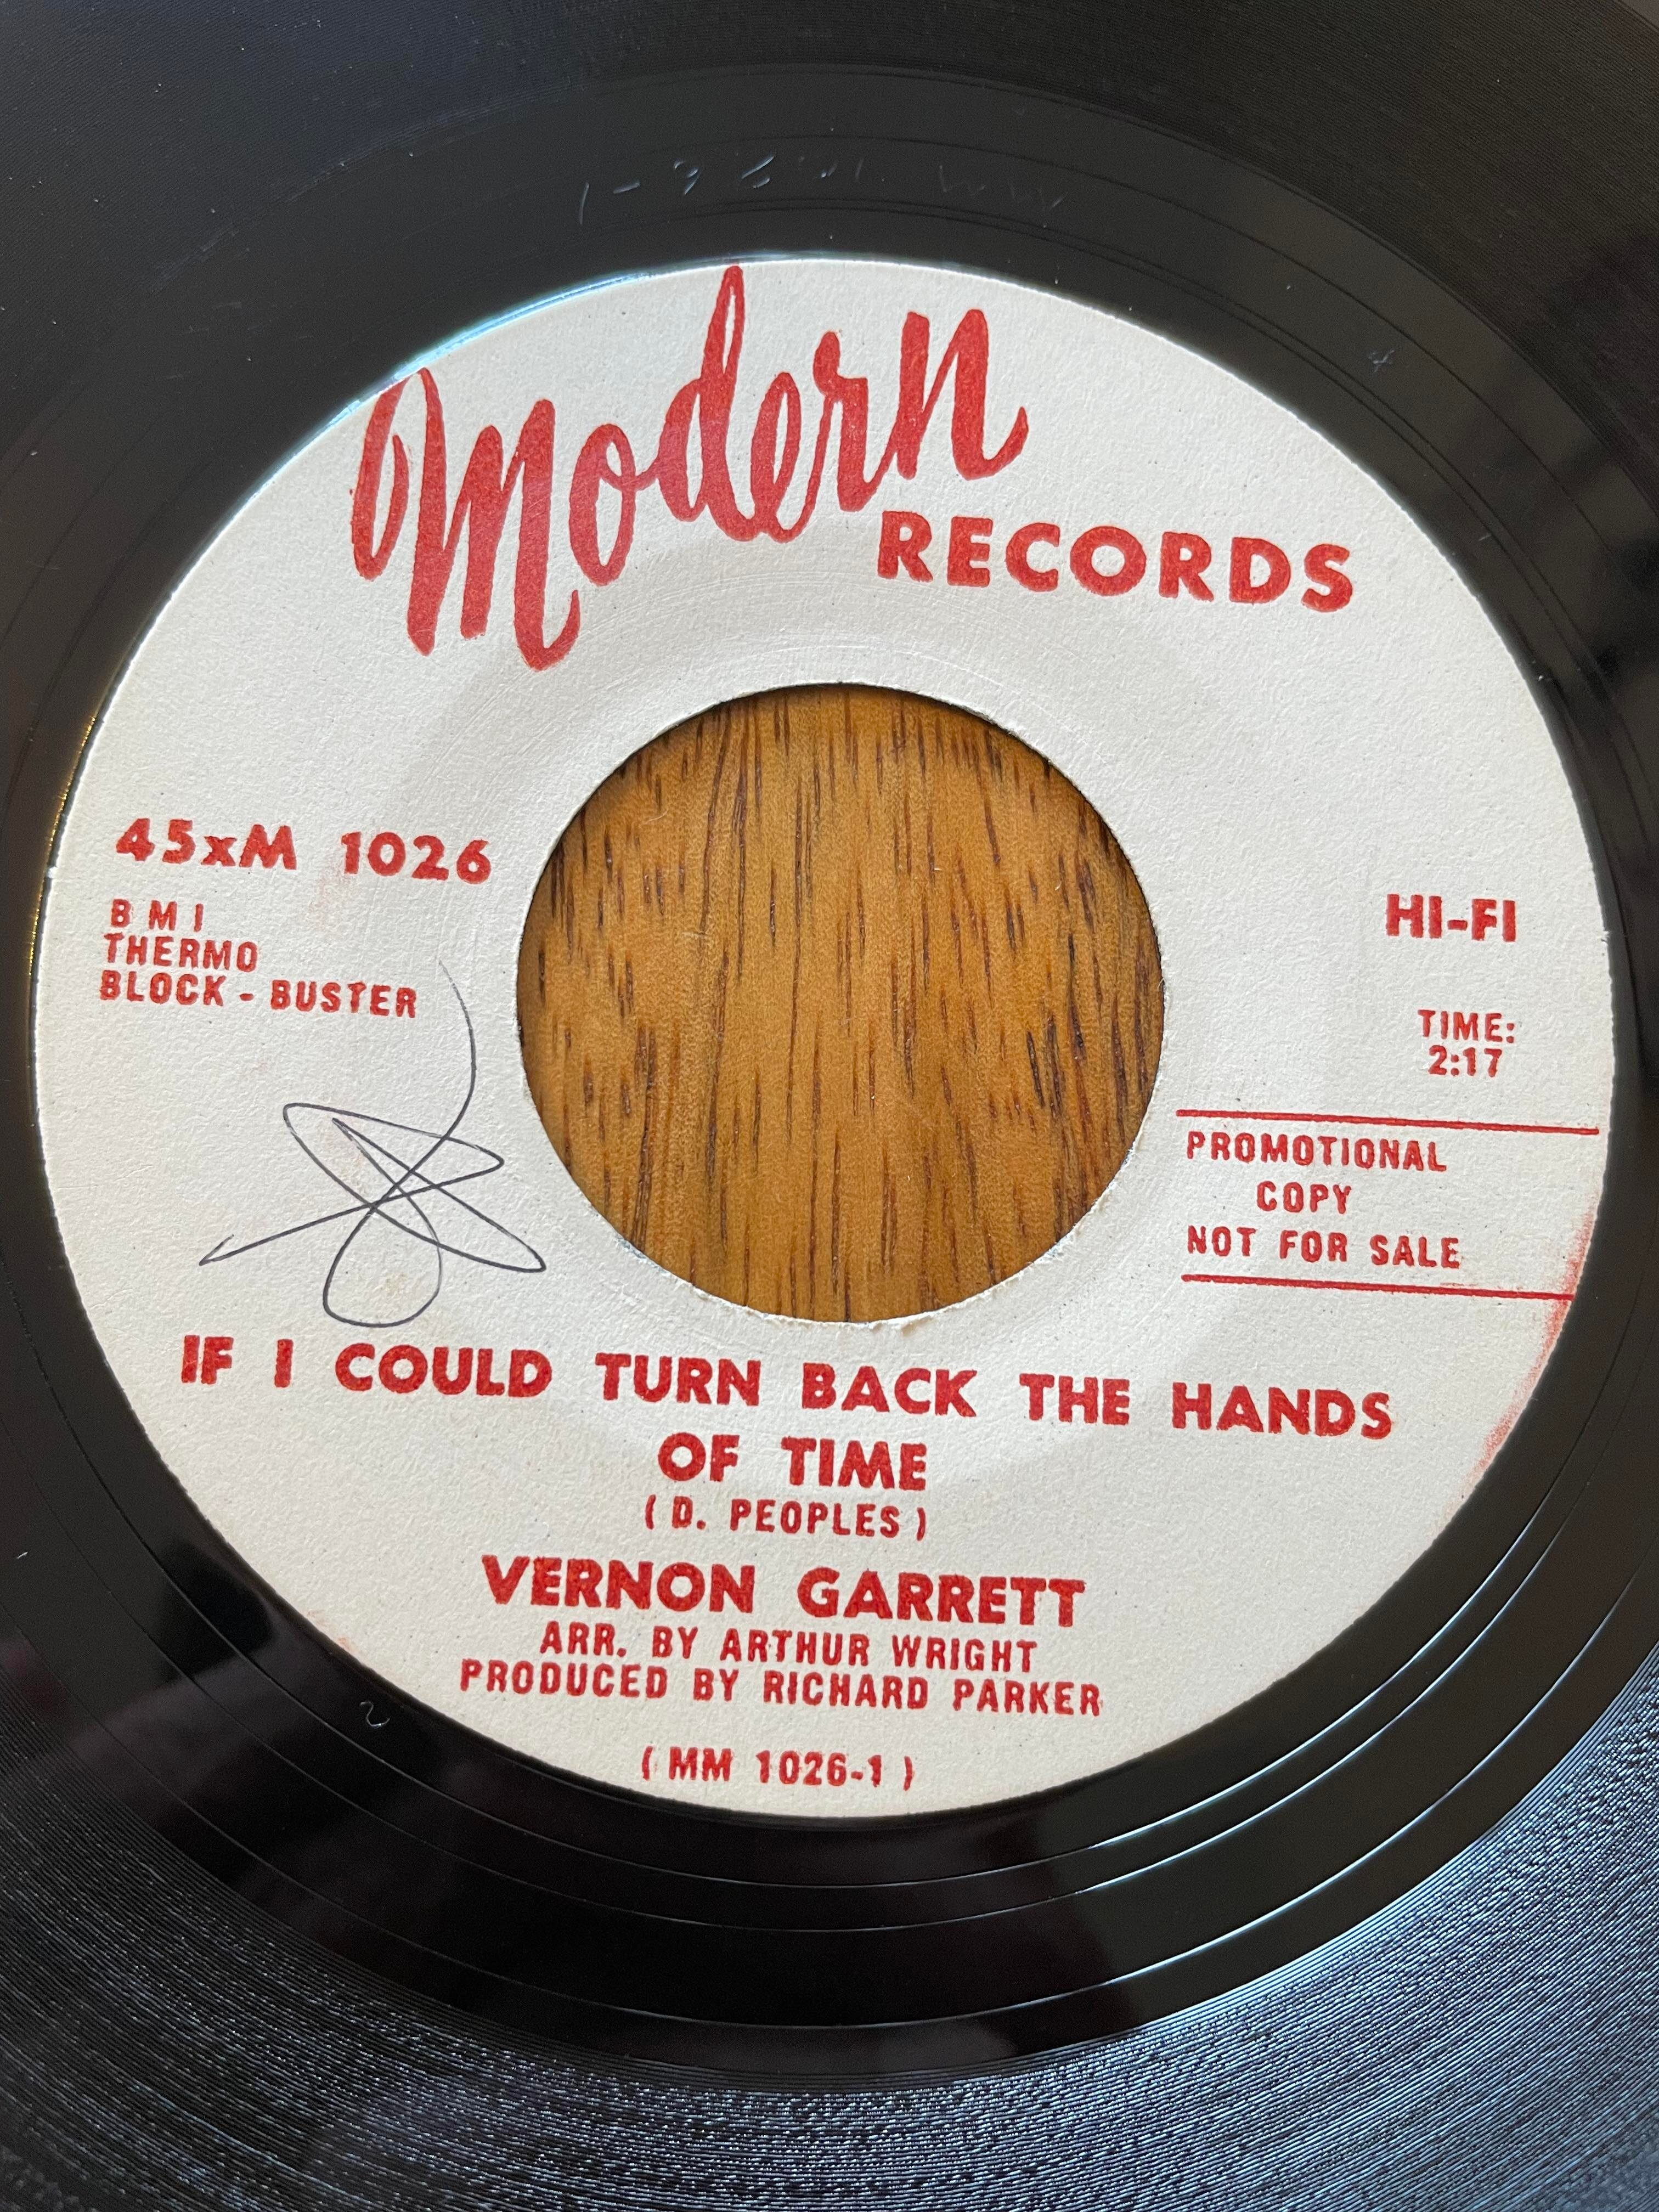 Modern
RECORDS
45xM 1026
BMI
THERMO
BLOCK - BUSTER
HI-FI
TIME:
2:17
PROMOTIONAL
COPY
NOT FOR SALE
IF I COULD TURN BACK THE HANDS
OF TIME
( D. PEOPLES )
VERNON GARRETT
ARR. BY ARTHUR WRIGHT
PRODUCED BY RICHARD PARKER
( MM 1026-1 )